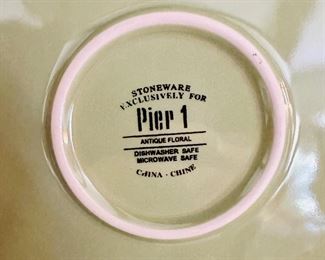 STONEWARE
EXCLUSIVELY FOR
Pier 1
ANTIQUE FLORAL
DISHWASHER SAFE
MICROWAVE SAFE
CHINA · CHINE